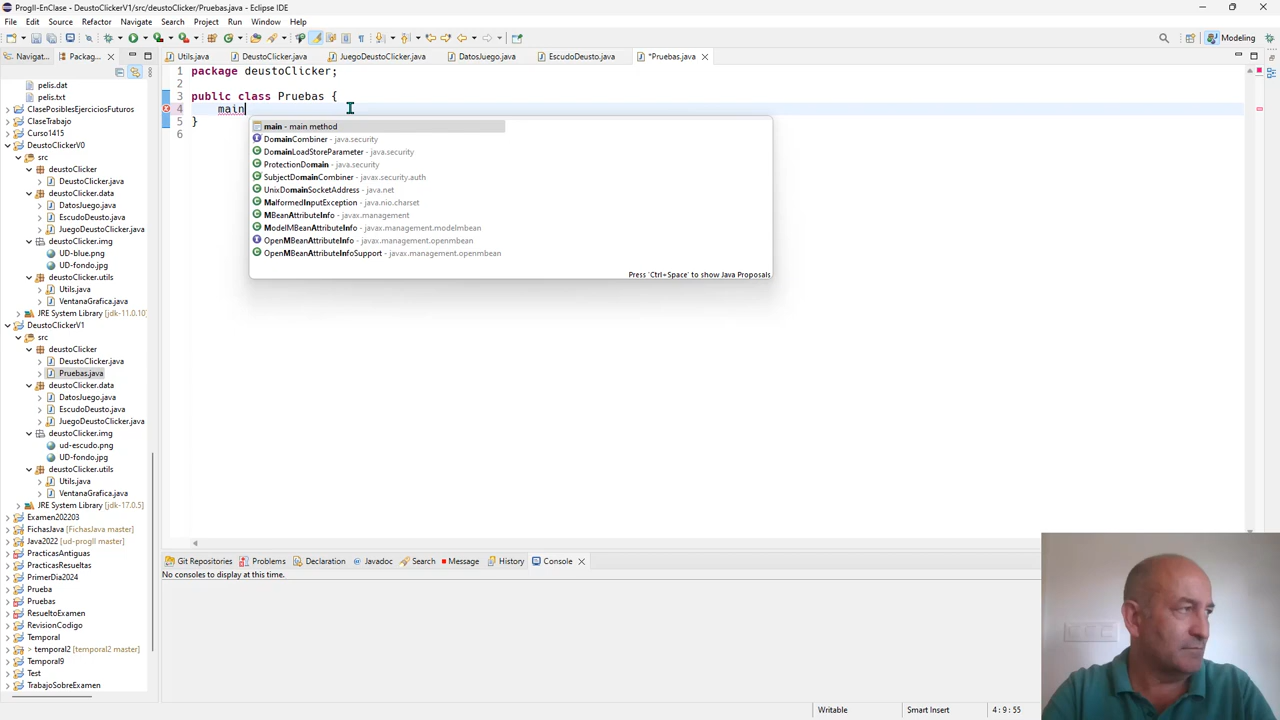 ProgII-EnClase - DeustoClickerV1/src/deustoClicker/Pruebas.java - Eclipse IDE
File Edit Source Refactor Navigate Search Project Run Window Help
Modeling
Navigat... Packag...
Utils.java DeustoClicker.java JuegoDeustoClicker.java DatosJuego.java EscudoDeusto.java *Pruebas.java
pelis.dat
pelis.txt
ClasePosiblesEjerciciosFuturos
ClaseTrabajo
Curso1415
DeustoClickerV0
src
deustoClicker
DeustoClicker.java
deustoClicker.data
DatosJuego.java
EscudoDeusto.java
JuegoDeustoClicker.java
deustoClicker.img
UD-blue.png
UD-fondo.jpg
deustoClicker.utils
Utils.java
VentanaGrafica.java
JRE System Library [jdk-11.0.10]
DeustoClickerV1
src
deustoClicker
DeustoClicker.java
Pruebas.java
deustoClicker.data
DatosJuego.java
EscudoDeusto.java
JuegoDeustoClicker.java
deustoClicker.img
ud-escudo.png
UD-fondo.jpg
deustoClicker.utils
Utils.java
VentanaGrafica.java
JRE System Library [jdk-17.0.5]
Examen202203
FichasJava [FichasJava master]
Java2022 [ud-progII master]
PracticasAntiguas
PracticasResueltas
PrimerDia2024
Prueba
Pruebas
ResueltoExamen
RevisionCodigo
Temporal
> temporal2 [temporal2 master]
Temporal9
Test
TrabajoSobreExamen
1 package deustoClicker;
2
3 public class Pruebas {
4 main
5 }
6
main - main method
DomainCombiner - java.security
DomainLoadStoreParameter - java.security
ProtectionDomain - java.security
SubjectDomainCombiner - javax.security.auth
UnixDomainSocketAddress - java.net
MalformedInputException - java.nio.charset
MBeanAttributeInfo - javax.management
ModelMBeanAttributeInfo - javax.management.modelmbean
OpenMBeanAttributeInfo - javax.management.openmbean
OpenMBeanAttributeInfoSupport - javax.management.openmbean
Press 'Ctrl+Space' to show Java Proposals
Git Repositories Problems Declaration Javadoc Search Message History Console
No consoles to display at this time.
Writable Smart Insert 4 : 9 : 55